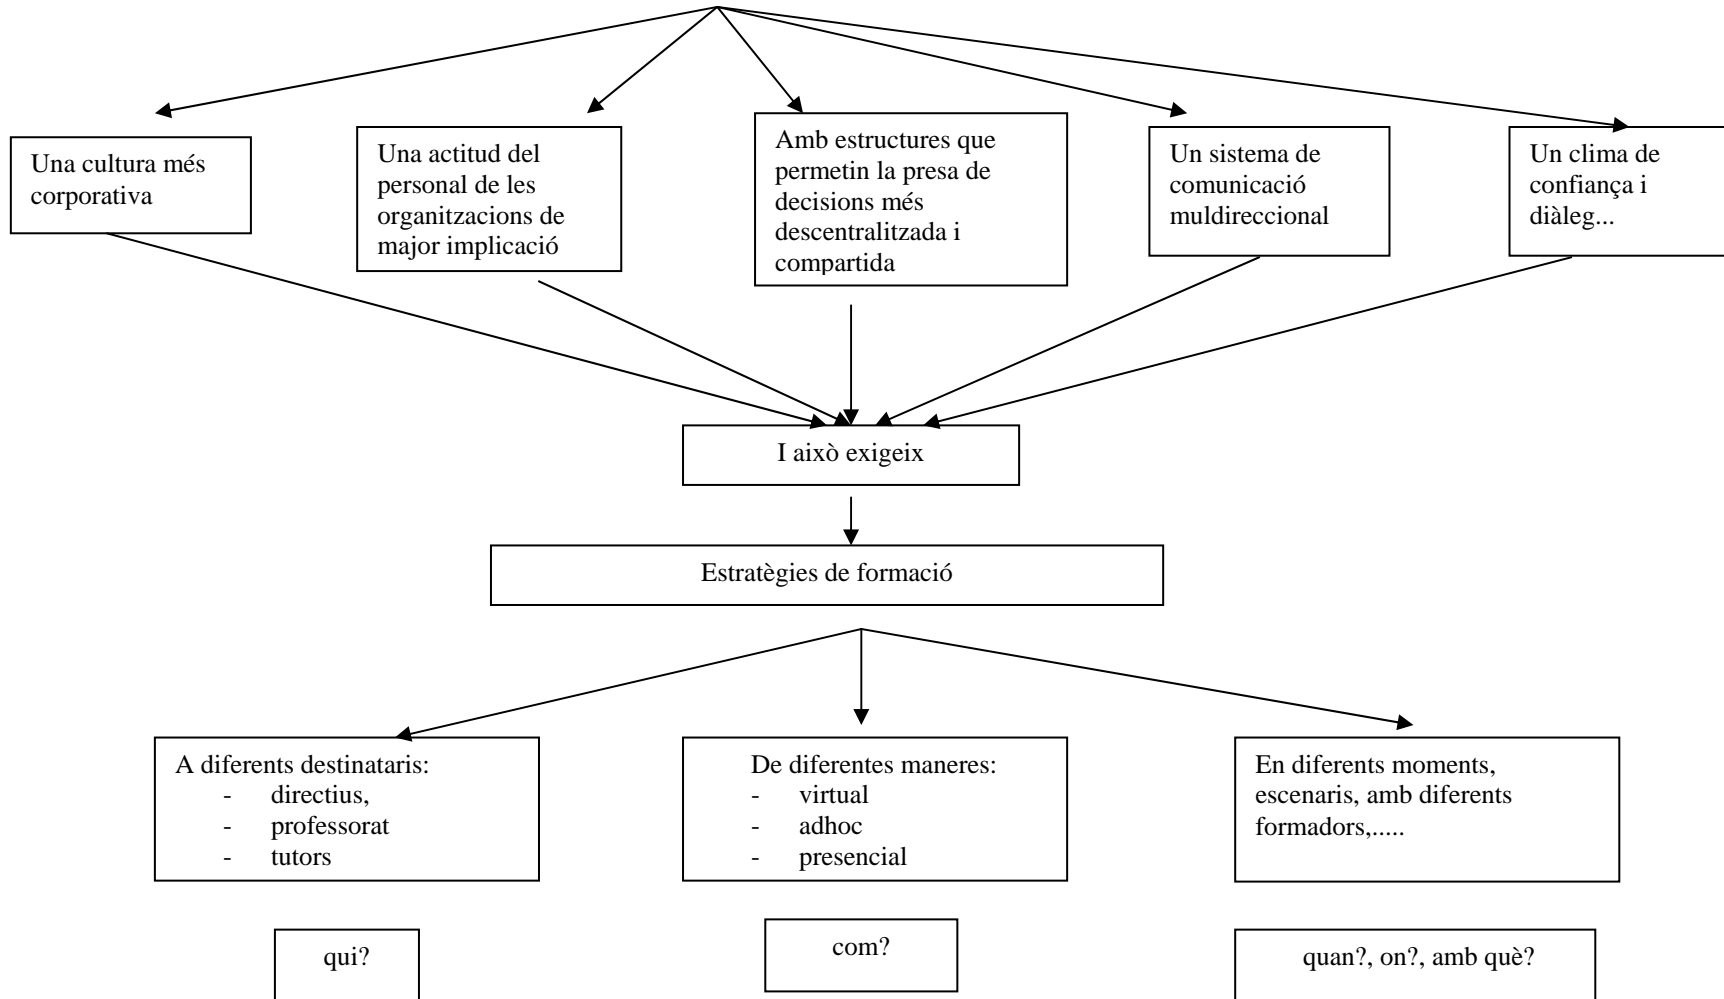 Una cultura més
corporativa
Una actitud del
personal de les
organitzacions de
major implicació
Amb estructures que
permetin la presa de
decisions més
descentralitzada i
compartida
Un sistema de
comunicació
muldireccional
Un clima de
confiança i
diàleg...
I això exigeix
Estratègies de formació
A diferents destinataris:
- directius,
- professorat
- tutors
De diferentes maneres:
- virtual
- adhoc
- presencial
En diferents moments,
escenaris, amb diferents
formadors,.....
qui?
com?
quan?, on?, amb què?